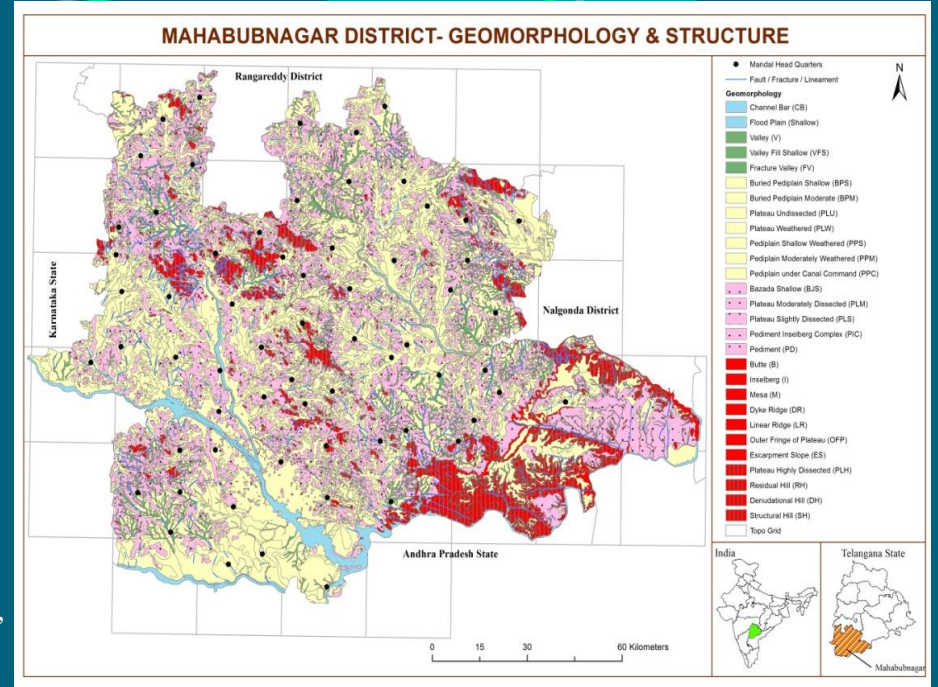 MAHABUBNAGAR DISTRICT- GEOMORPHOLOGY & STRUCTURE
Rangareddy District
Karnataka State
Nalgonda District
Andhra Pradesh State
0 15 30 60 Kilometers
N
Mandal Head Quarters
Fault / Fracture / Lineament
Geomorphology
Channel Bar (CB)
Flood Plain (Shallow)
Valley (V)
Valley Fill Shallow (VFS)
Fracture Valley (FV)
Buried Pediplain Shallow (BPS)
Buried Pediplain Moderate (BPM)
Plateau Undissected (PLU)
Plateau Weathered (PLW)
Pediplain Shallow Weathered (PPS)
Pediplain Moderately Weathered (PPM)
Pediplain under Canal Command (PPC)
Bazada Shallow (BJS)
Plateau Moderately Dissected (PLM)
Plateau Slightly Dissected (PLS)
Pediment Inselberg Complex (PIC)
Pediment (PD)
Butte (B)
Inselberg (I)
Mesa (M)
Dyke Ridge (DR)
Linear Ridge (LR)
Outer Fringe of Plateau (OFP)
Escarpment Slope (ES)
Plateau Highly Dissected (PLH)
Residual Hill (RH)
Denudational Hill (DH)
Structural Hill (SH)
Topo Grid
India
Telangana State
Mahabubnagar
,